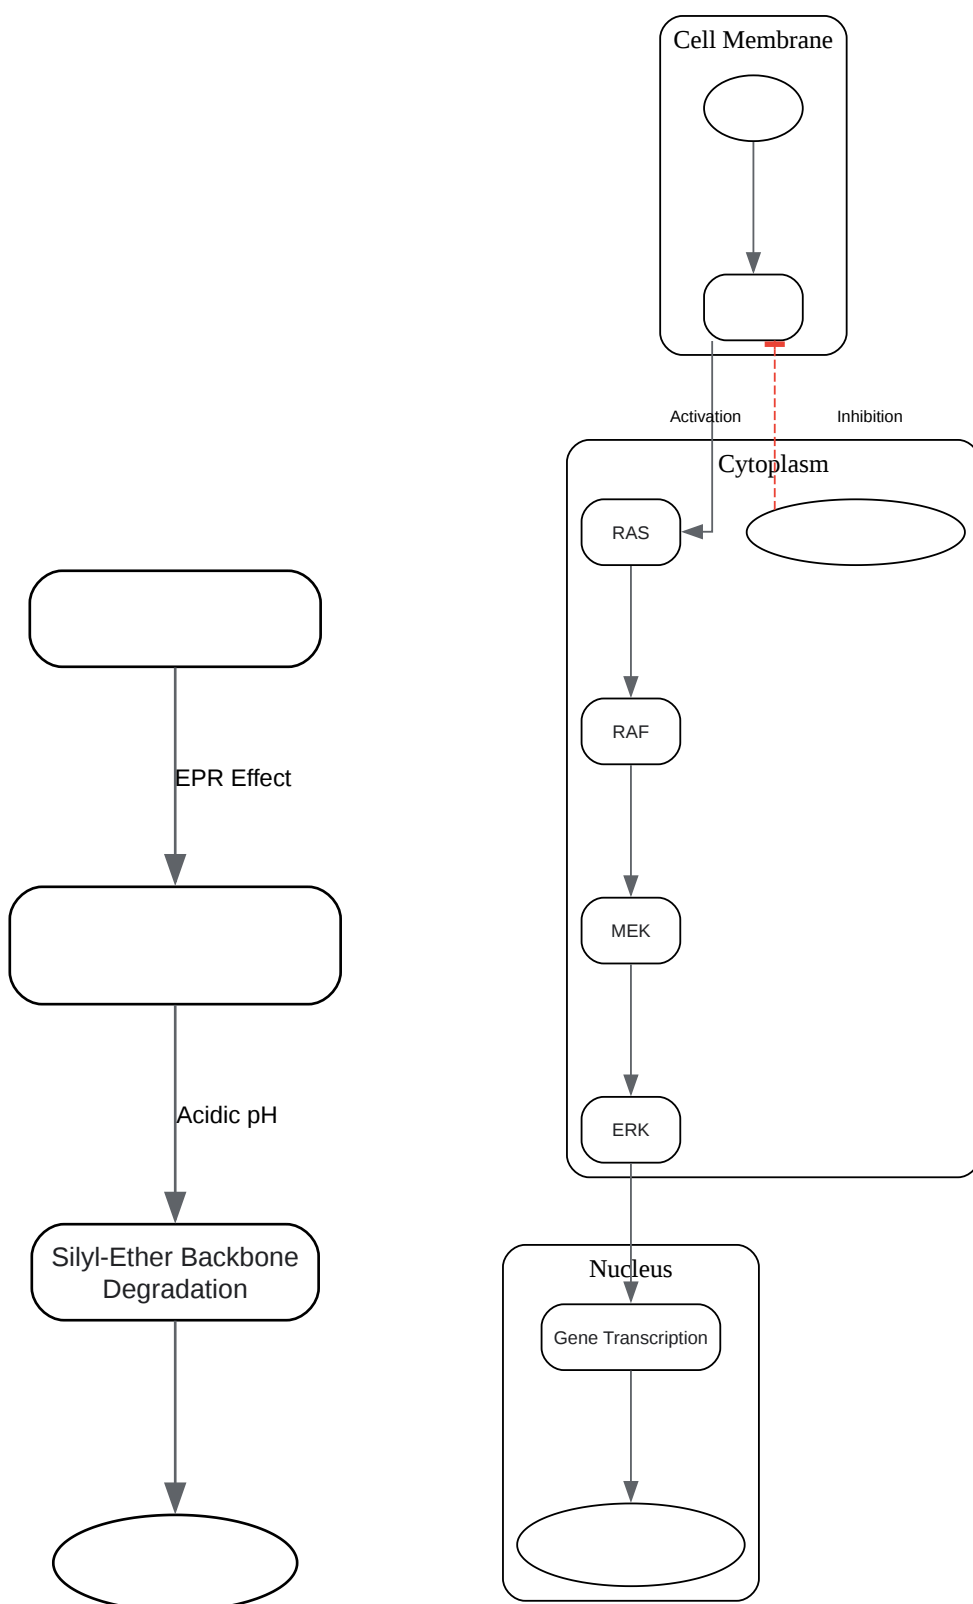 Cell Membrane
Activation
Inhibition
Cytoplasm
RAS
RAF
MEK
ERK
Nucleus
Gene Transcription
EPR Effect
Acidic pH
Silyl-Ether Backbone
Degradation